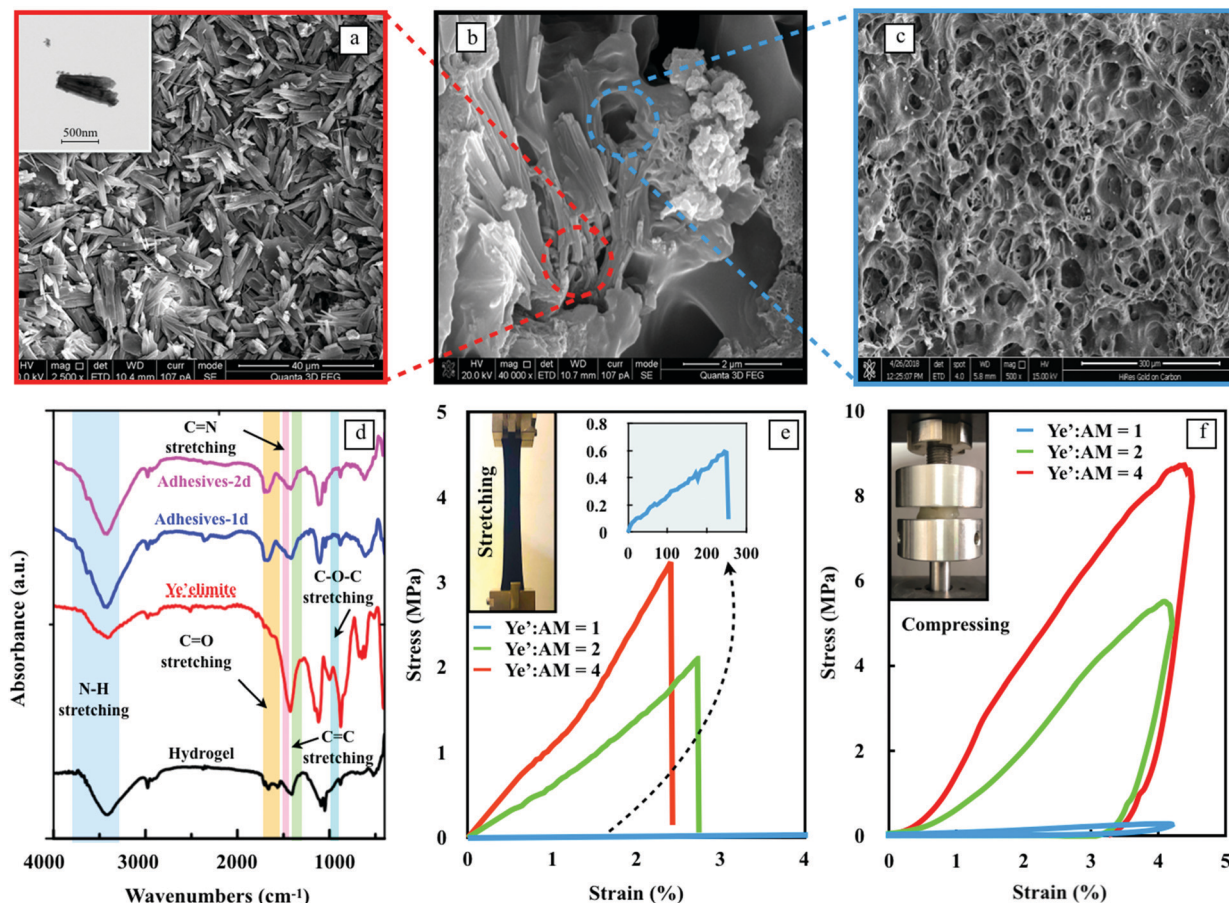 a
500nm
HV
mag
det
WD
curr
mode
40 µm
0.0 kV
2 500 x
ETD
10.4 mm
107 pA
SE
Quanta 3D FEG
b
HV
mag
det
WD
curr
mode
2 µm
20.0 kV
40 000 x
ETD
10.7 mm
107 pA
SE
Quanta 3D FEG
c
4/26/2018
det
spot
WD
HV
mag
300 µm
12:25:07 PM
ETD
4.0
5.8 mm
15.00 kV
500 x
HiRes Gold on Carbon
d
C=N
stretching
Adhesives-2d
Adhesives-1d
C-O-C
stretching
Ye'elimite
C=O
stretching
N-H
stretching
C=C
stretching
Hydrogel
Absorbance (a.u.)
4000 3000 2000 1000
Wavenumbers (cm-1)
e
Stretching
0.8
0.6
0.4
0.2
0
0 50 100 150 200 250 300
Ye':AM = 1
Ye':AM = 2
Ye':AM = 4
Stress (MPa)
5
4
3
2
1
0
0 1 2 3 4
Strain (%)
f
Ye':AM = 1
Ye':AM = 2
Ye':AM = 4
Compressing
Stress (MPa)
10
8
6
4
2
0
0 1 2 3 4 5
Strain (%)